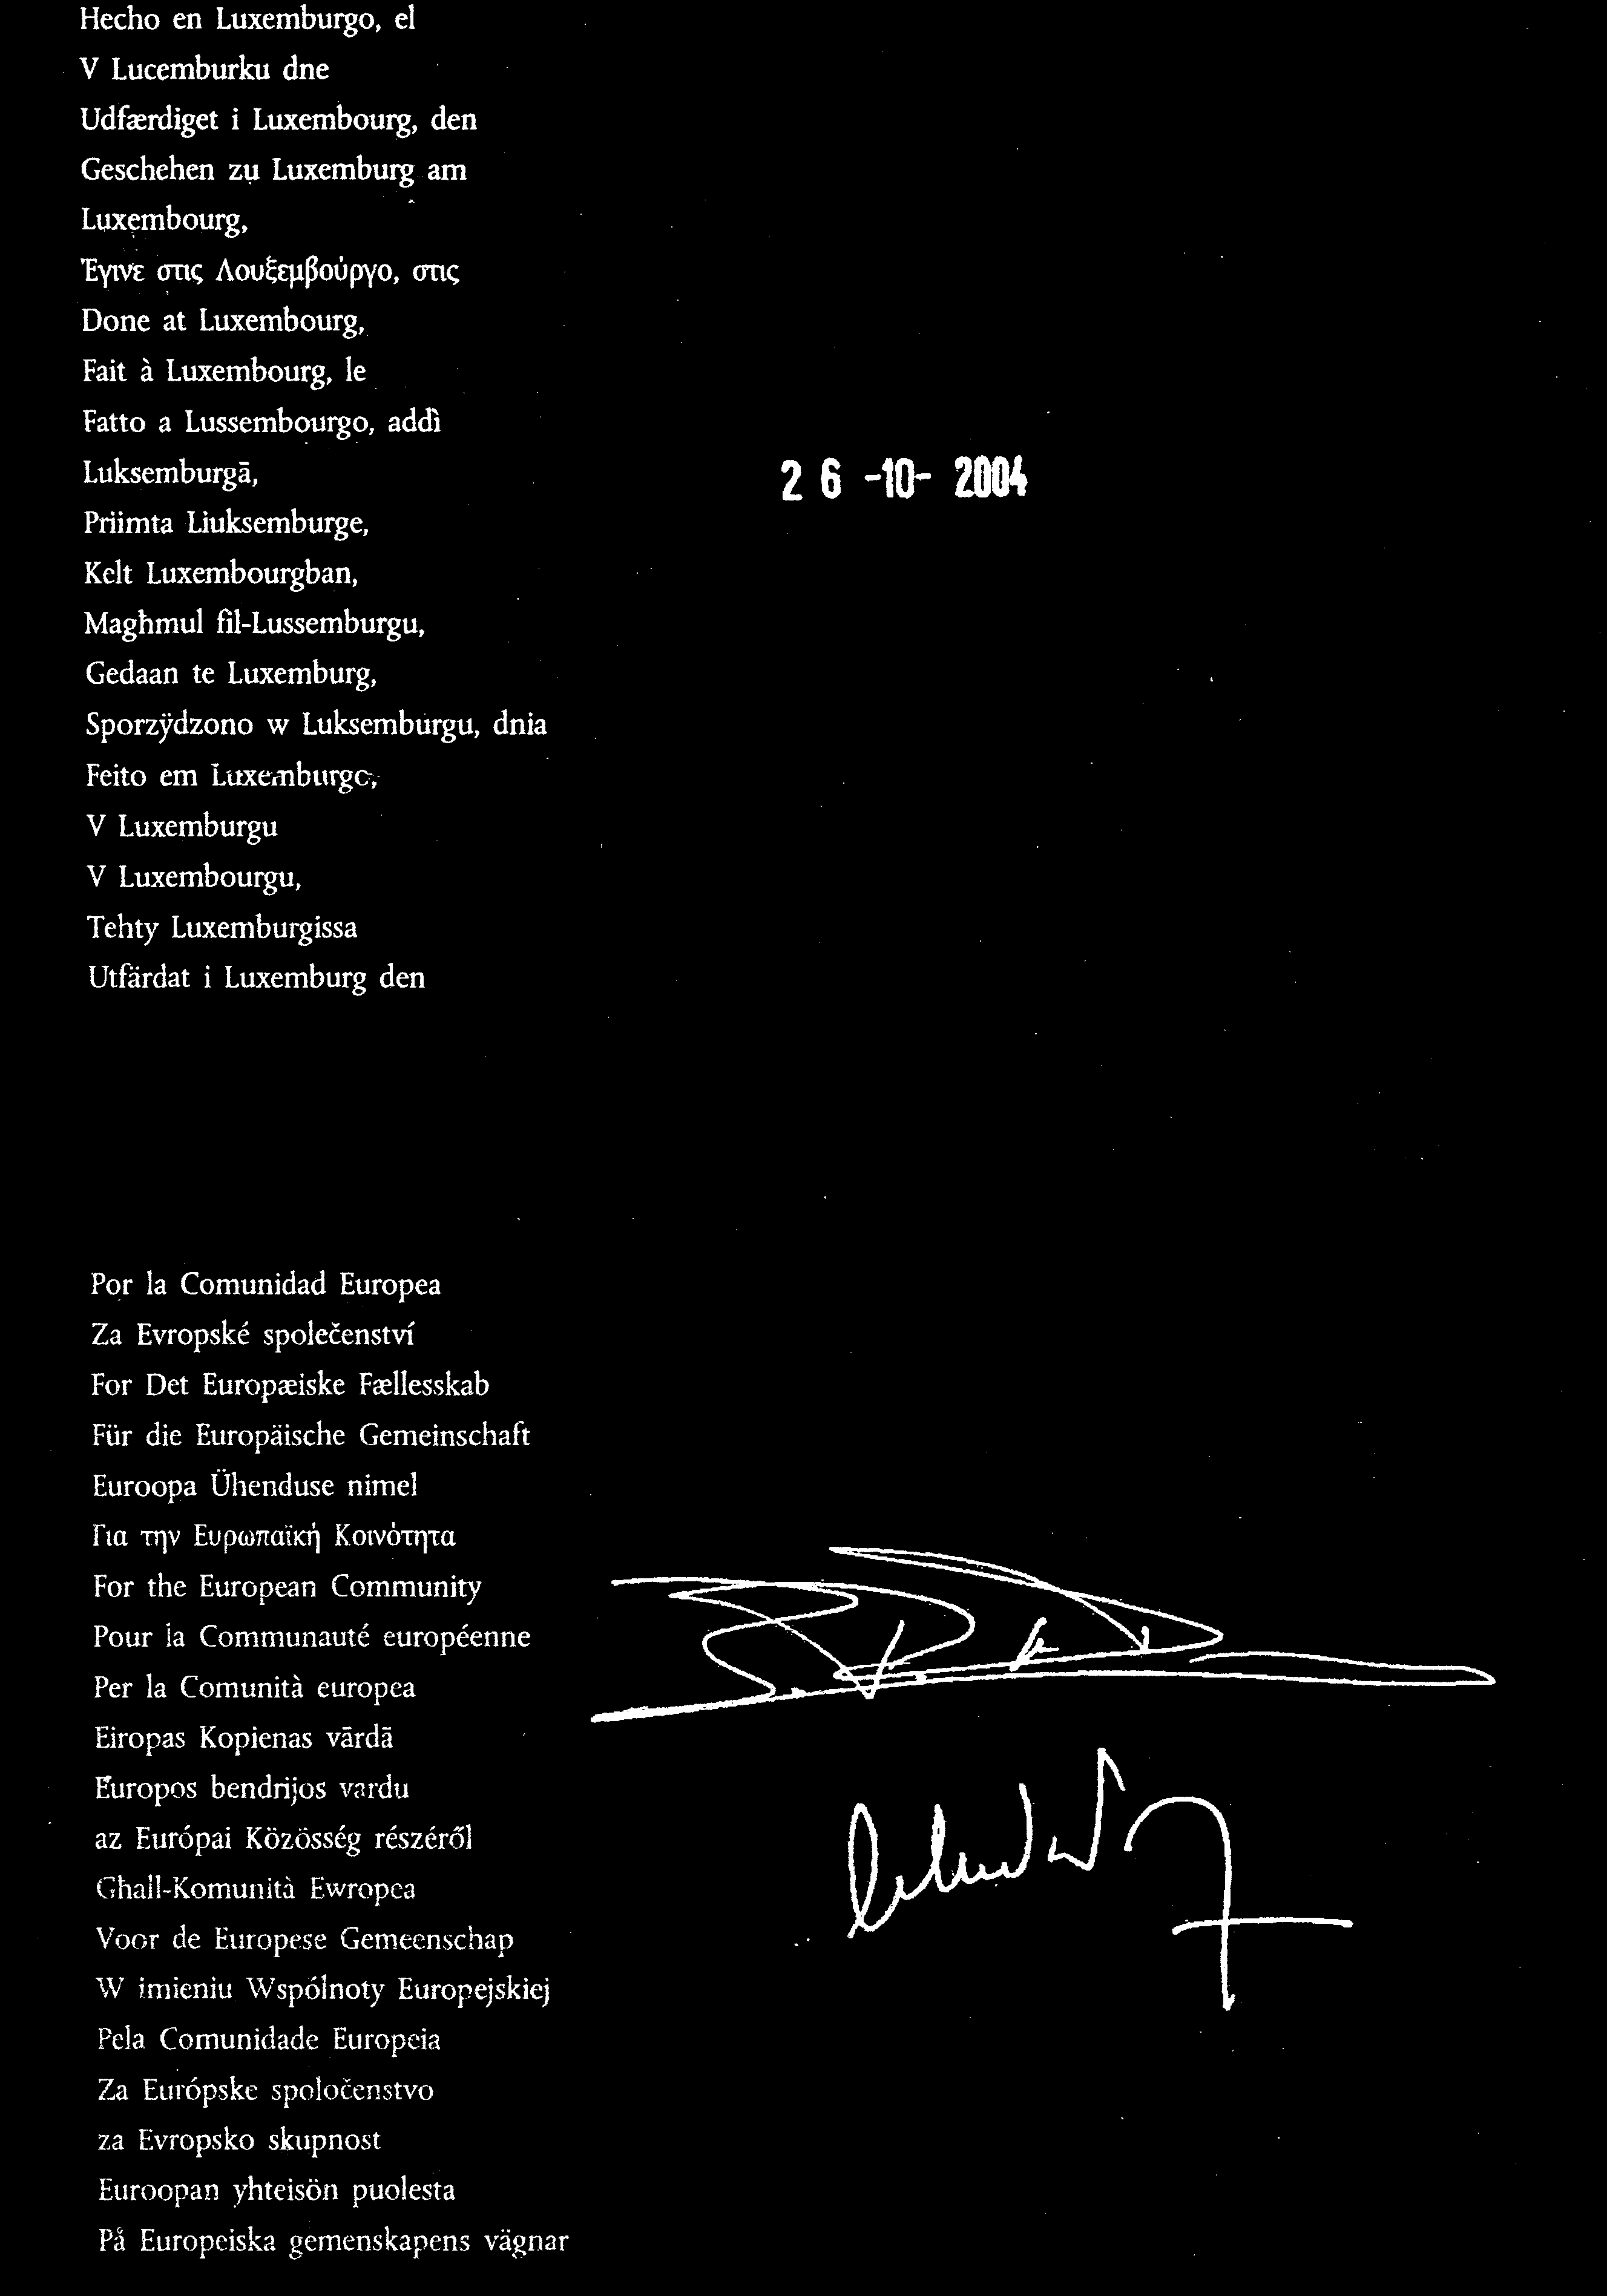 Hecho en Luxemburgo, el
V Lucemburku dne
Udfærdiget i Luxembourg, den
Geschehen zu Luxemburg am
Luxembourg,
Έγινε στις Λουξεμβούργο, στις
Done at Luxembourg,
Fait à Luxembourg, le
Fatto a Lussembourgo, addì
Luksemburgā,
2 6 -10- 2004
Priimta Liuksemburge,
Kelt Luxembourgban,
Magħmul fil-Lussemburgu,
Gedaan te Luxemburg,
Sporzÿdzono w Luksemburgu, dnia
Feito em Luxemburgo,
V Luxemburgu
V Luxembourgu,
Tehty Luxemburgissa
Utfärdat i Luxemburg den
Por la Comunidad Europea
Za Evropské společenství
For Det Europæiske Fællesskab
Für die Europäische Gemeinschaft
Euroopa Ühenduse nimel
Για την Ευρωπαϊκή Κοινότητα
For the European Community
Pour la Communauté européenne
Per la Comunità europea
Eiropas Kopienas vārdā
Europos bendrijos vardu
az Európai Közösség részéről
Għall-Komunità Ewropea
Voor de Europese Gemeenschap
W imieniu Wspólnoty Europejskiej
Pela Comunidade Europeia
Za Európske spoločenstvo
za Evropsko skupnost
Euroopan yhteisön puolesta
På Europeiska gemenskapens vägnar